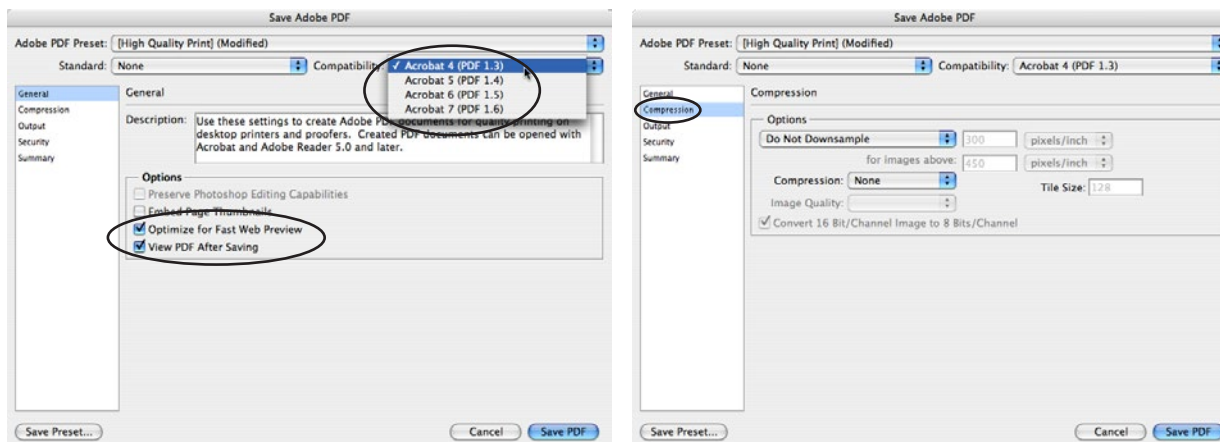 Save Adobe PDF
Adobe PDF Preset: [High Quality Print] (Modified)
Standard: None Compatibility: ✓ Acrobat 4 (PDF 1.3)
Acrobat 5 (PDF 1.4)
Acrobat 6 (PDF 1.5)
Acrobat 7 (PDF 1.6)
General
Compression
Output
Security
Summary
General
Description: Use these settings to create Adobe PDF documents for quality printing on
desktop printers and proofers. Created PDF documents can be opened with
Acrobat and Adobe Reader 5.0 and later.
Options
Preserve Photoshop Editing Capabilities
Embed Page Thumbnails
Optimize for Fast Web Preview
View PDF After Saving
Save Preset... Cancel Save PDF
Save Adobe PDF
Adobe PDF Preset: [High Quality Print] (Modified)
Standard: None Compatibility: Acrobat 4 (PDF 1.3)
General
Compression
Output
Security
Summary
Compression
Options
Do Not Downsample 300 pixels/inch
for images above: 450 pixels/inch
Compression: None Tile Size: 128
Image Quality:
Convert 16 Bit/Channel Image to 8 Bits/Channel
Save Preset... Cancel Save PDF